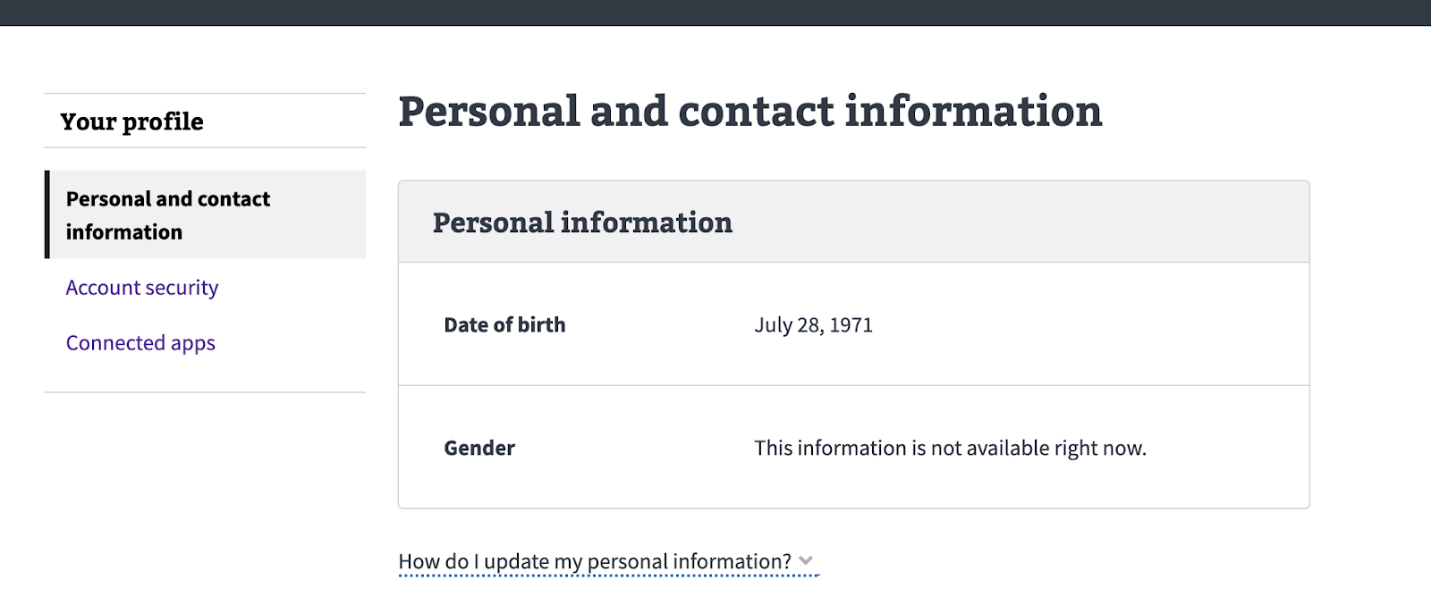 Your profile
Personal and contact
information
Account security
Connected apps
Personal and contact information
Personal information
Date of birth July 28, 1971
Gender This information is not available right now.
How do I update my personal information?